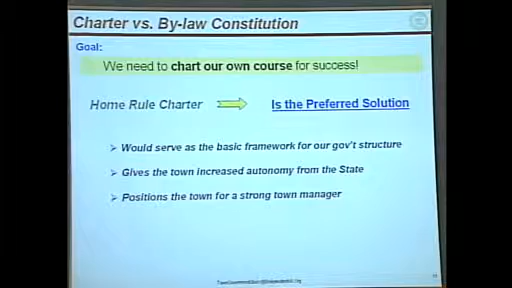 Charter vs. By-law Constitution
Goal:
We need to chart our own course for success!
Home Rule Charter Is the Preferred Solution
➢ Would serve as the basic framework for our gov't structure
➢ Gives the town increased autonomy from the State
➢ Positions the town for a strong town manager